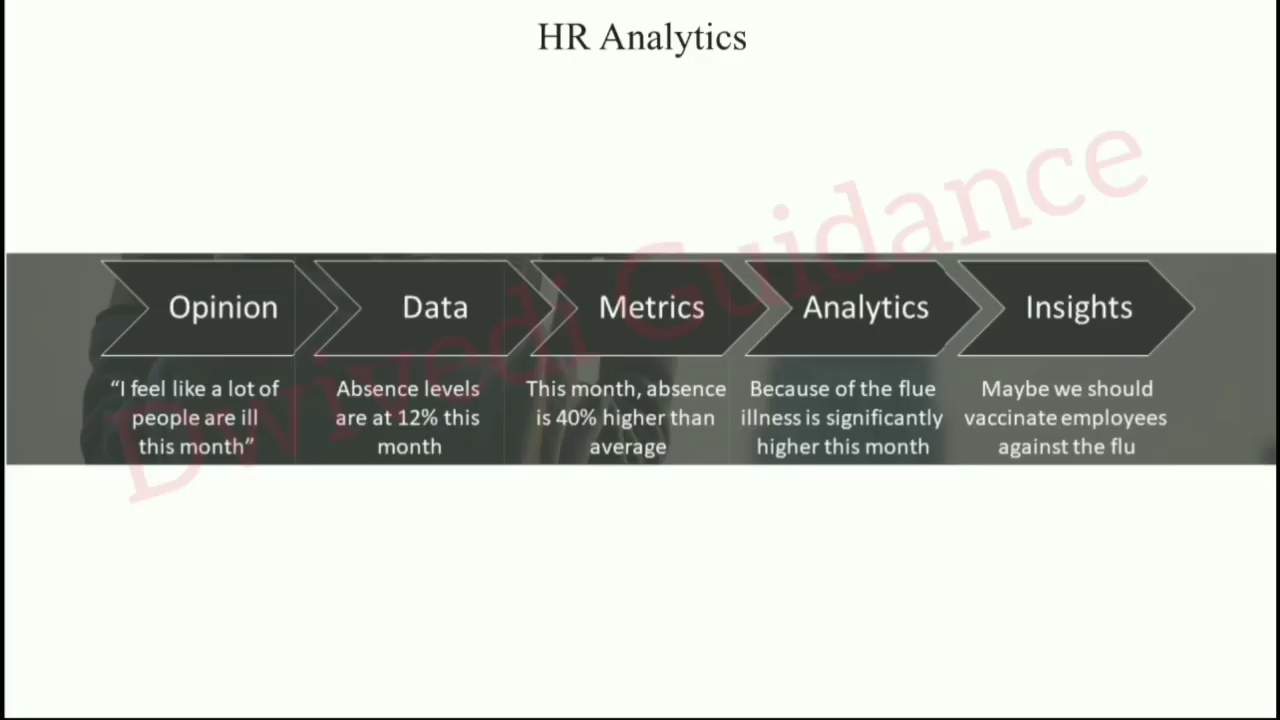 HR Analytics
Dwivedi Guidance
Opinion
Data
Metrics
Analytics
Insights
“I feel like a lot of
people are ill
this month”
Absence levels
are at 12% this
month
This month, absence
is 40% higher than
average
Because of the flue
illness is significantly
higher this month
Maybe we should
vaccinate employees
against the flu